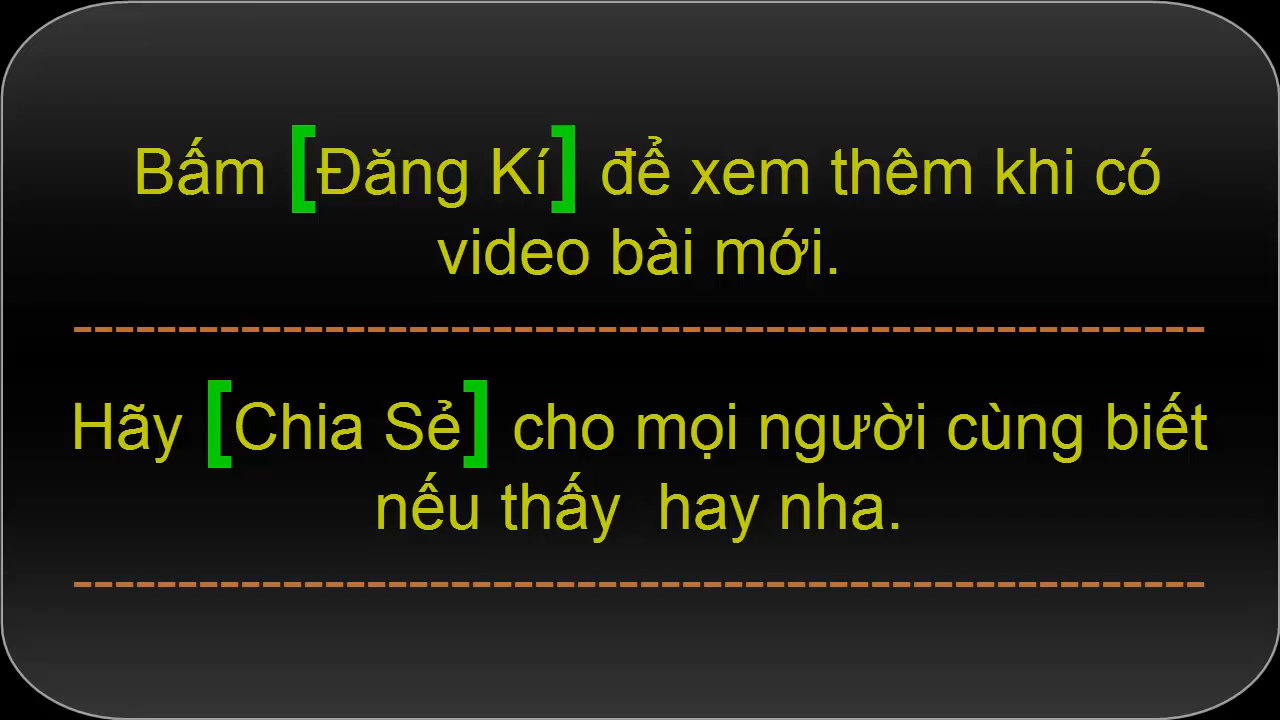 Bấm [Đăng Kí] để xem thêm khi có
video bài mới.
------------------------------------------------------
Hãy [Chia Sẻ] cho mọi người cùng biết
nếu thấy  hay nha.
------------------------------------------------------